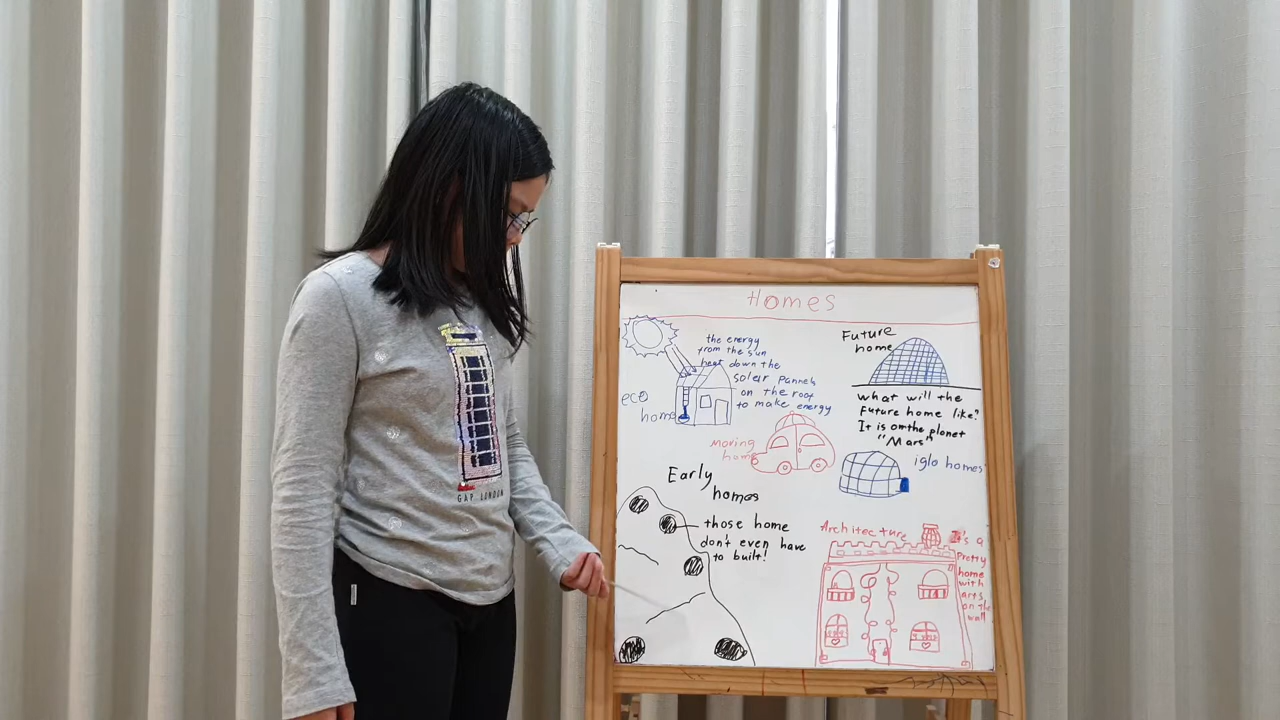 Homes
the energy
from the sun
heat down the
soler pannels
on the roof
to make energy
eco
home
Future
home
what will the
Future home like?
It is on the planet
"Mars"
moving
home
iglo homes
Early
homes
those home
don't even have
to built!
Architecture
It's a
Pretty
home
with
arts
on the
wall
GAP LONDON